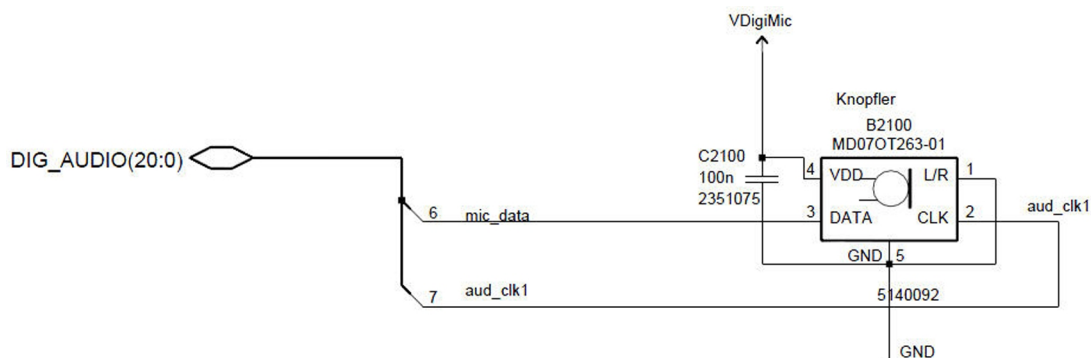 VDigiMic
Knopfler
B2100
MD07OT263-01
DIG_AUDIO(20:0)
C2100
100n
2351075
4 VDD L/R 1
6 mic_data 3 DATA CLK 2 aud_clk1
GND 5
7 aud_clk1 5140092
GND